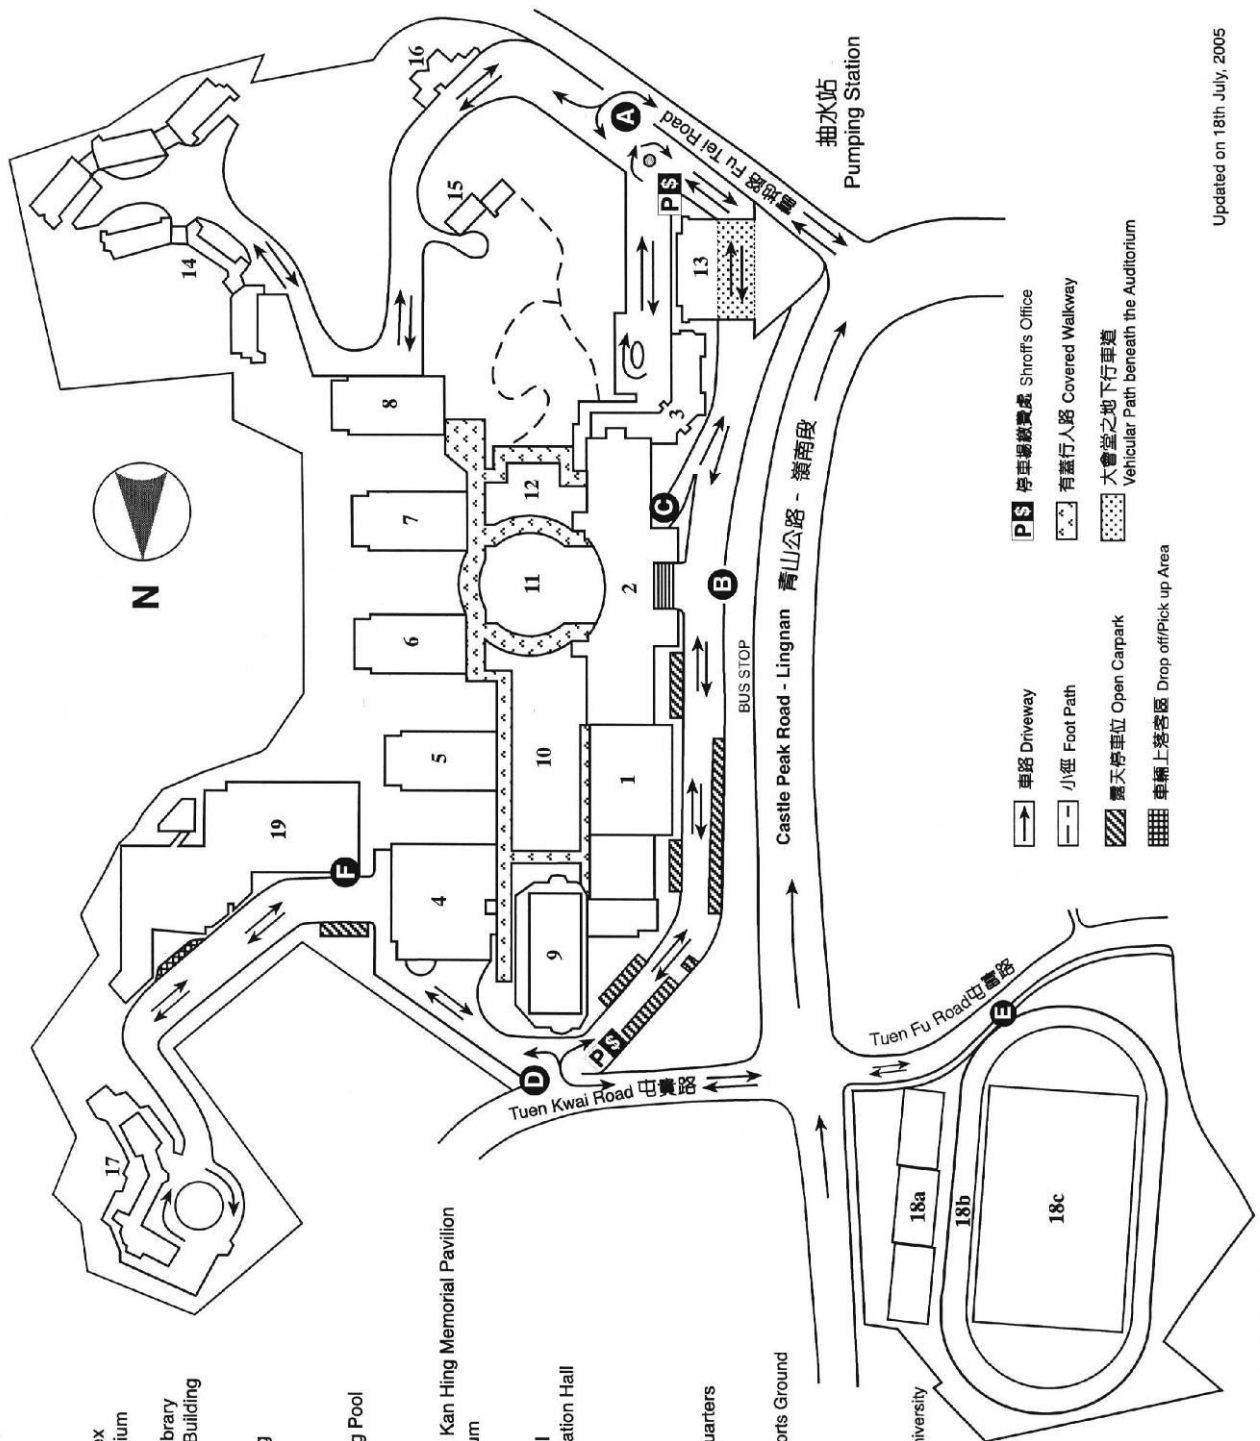 ex
ium
brary
Building
g
g Pool
Kan Hing Memorial Pavilion
um
l
ation Hall
uarters
orts Ground
niversity
17
19
F
4
9
D
P$
Tuen Kwai Road 屯貴路
5
10
1
6
7
8
11
12
2
3
C
B
BUS STOP
Castle Peak Road - Lingnan 青山公路 - 嶺南段
N
14
15
16
13
P$
A
富地路 Fu Tei Road
抽水站
Pumping Station
18a
18b
18c
E
Tuen Fu Road 屯富路
車路 Driveway
小徑 Foot Path
露天停車位 Open Carpark
車輛上落客區 Drop off/Pick up Area
P$ 停車場繳費處 Shroff's Office
有蓋行人路 Covered Walkway
大會堂之地下行車道
Vehicular Path beneath the Auditorium
Updated on 18th July, 2005